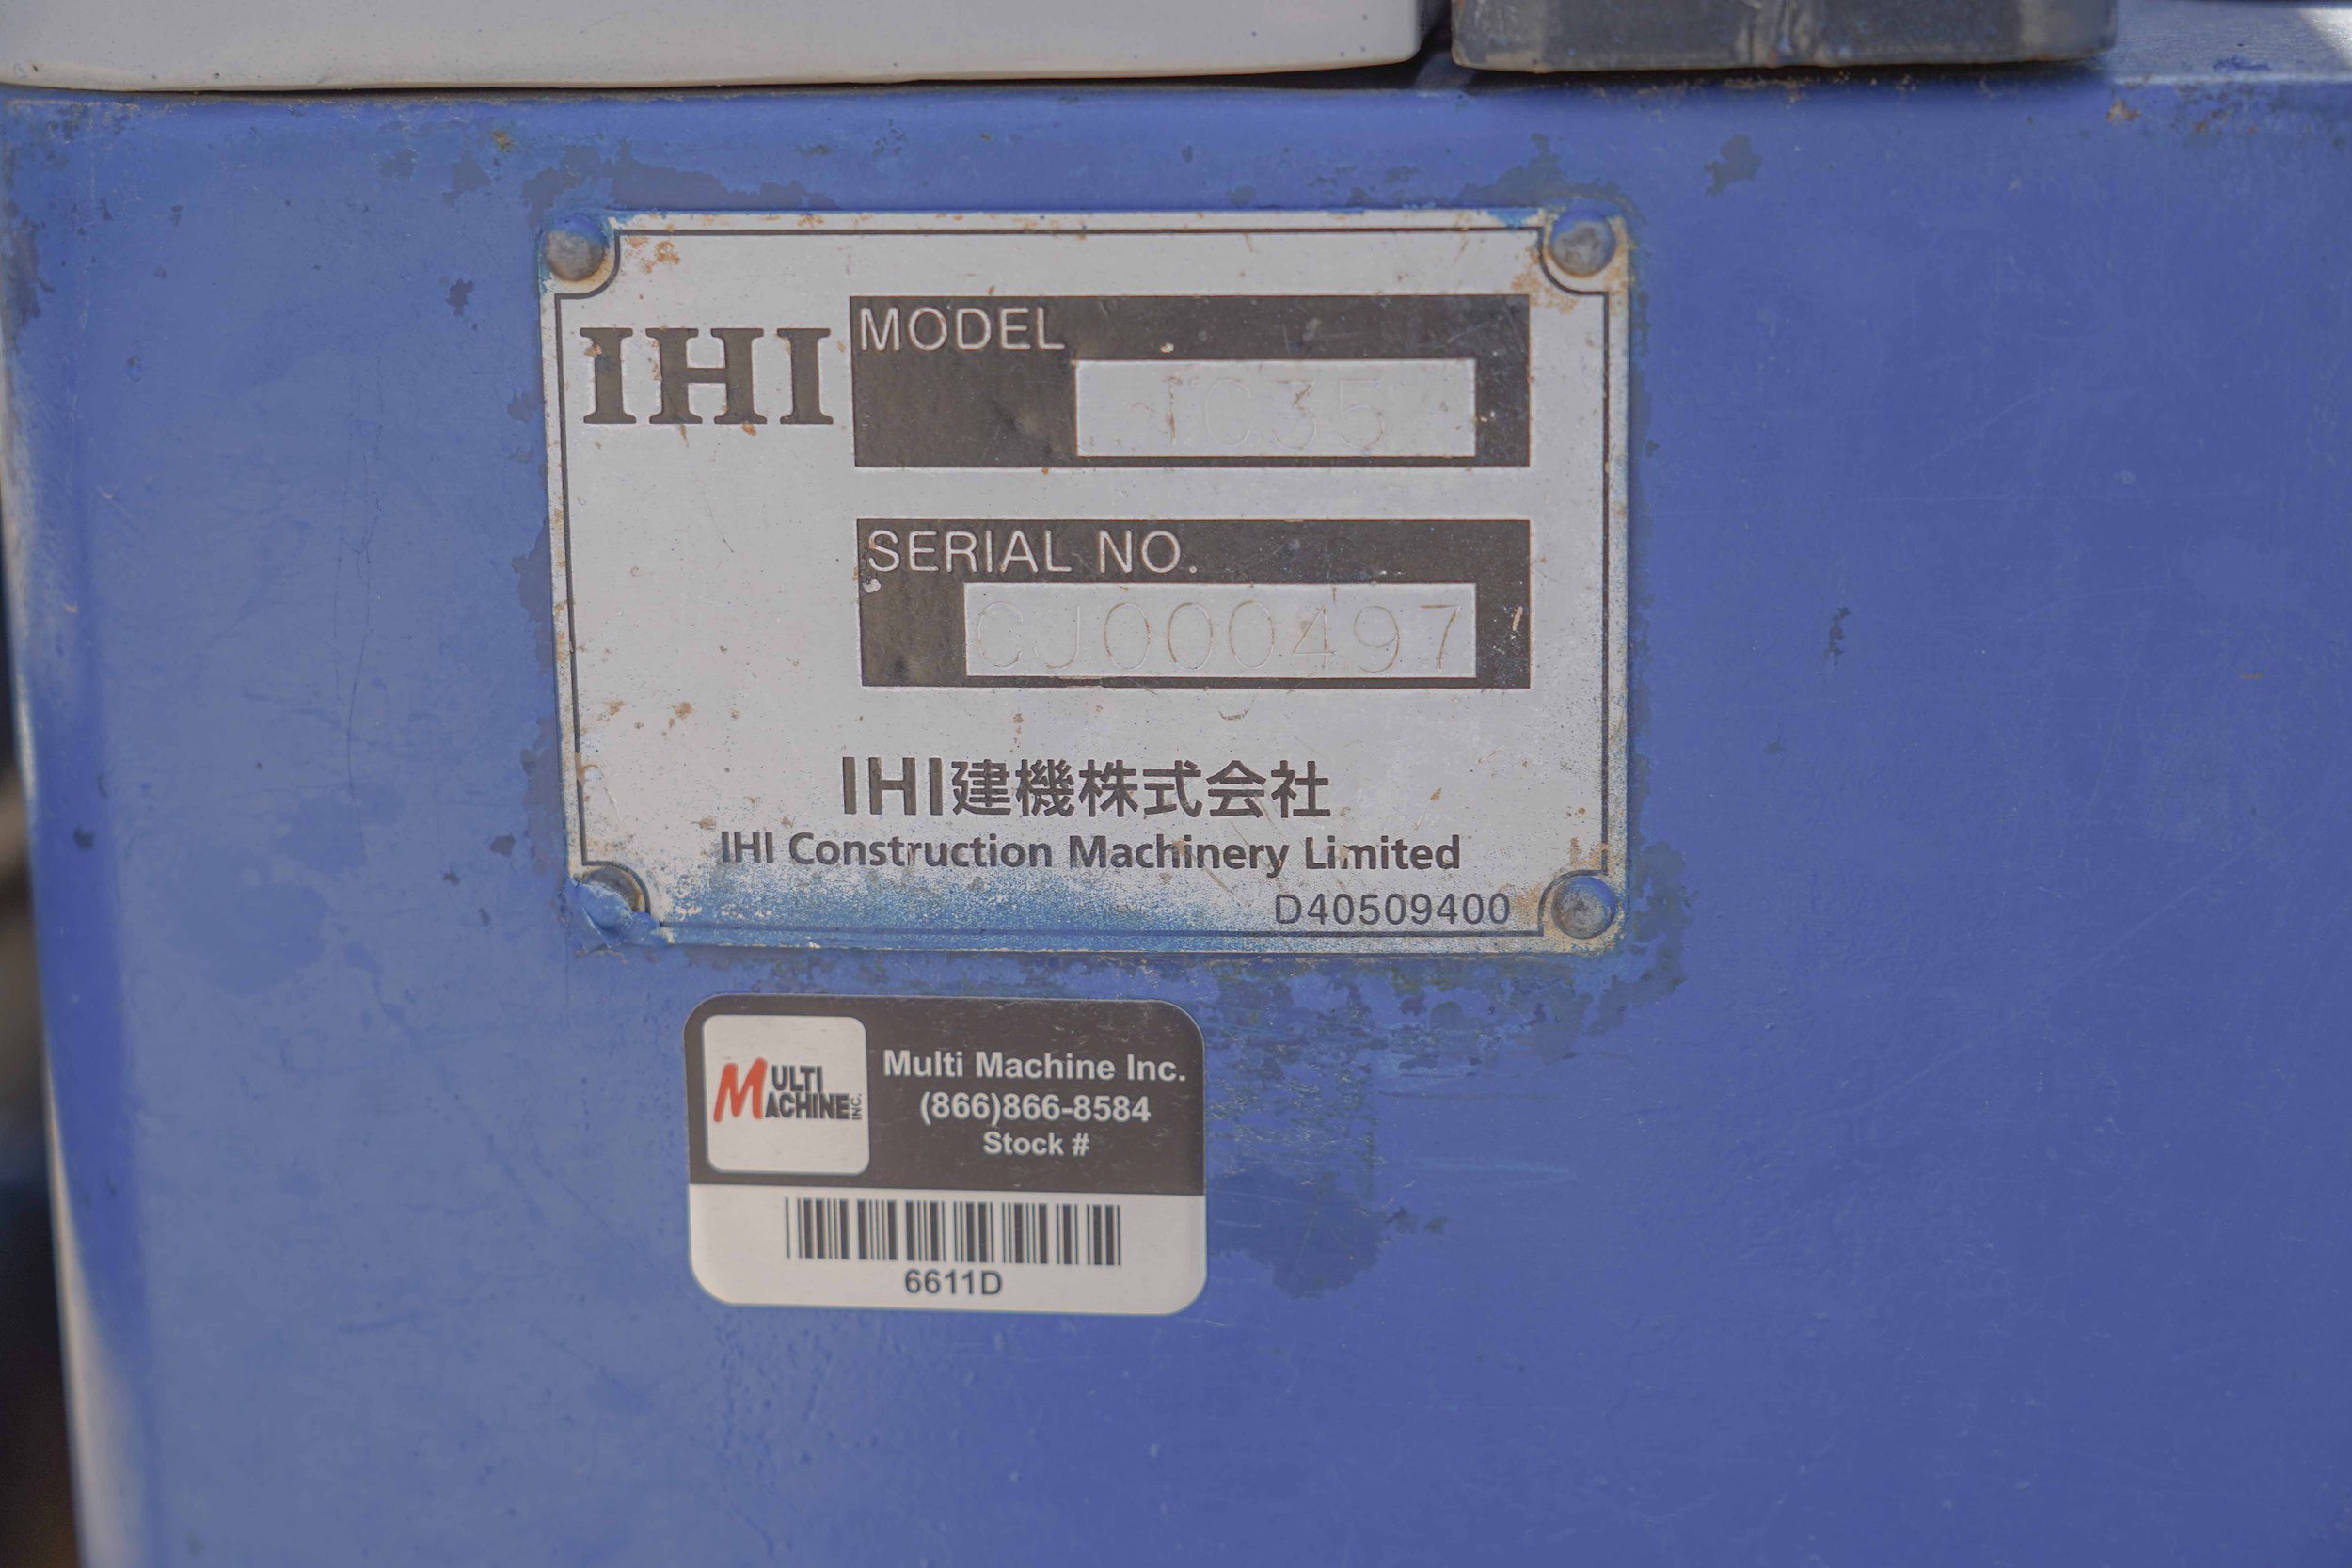 IHI
MODEL
IC35
SERIAL NO.
CJ000497
IHI建機株式会社
IHI Construction Machinery Limited
D40509400
MULTI MACHINE INC.
Multi Machine Inc.
(866)866-8584
Stock #
6611D